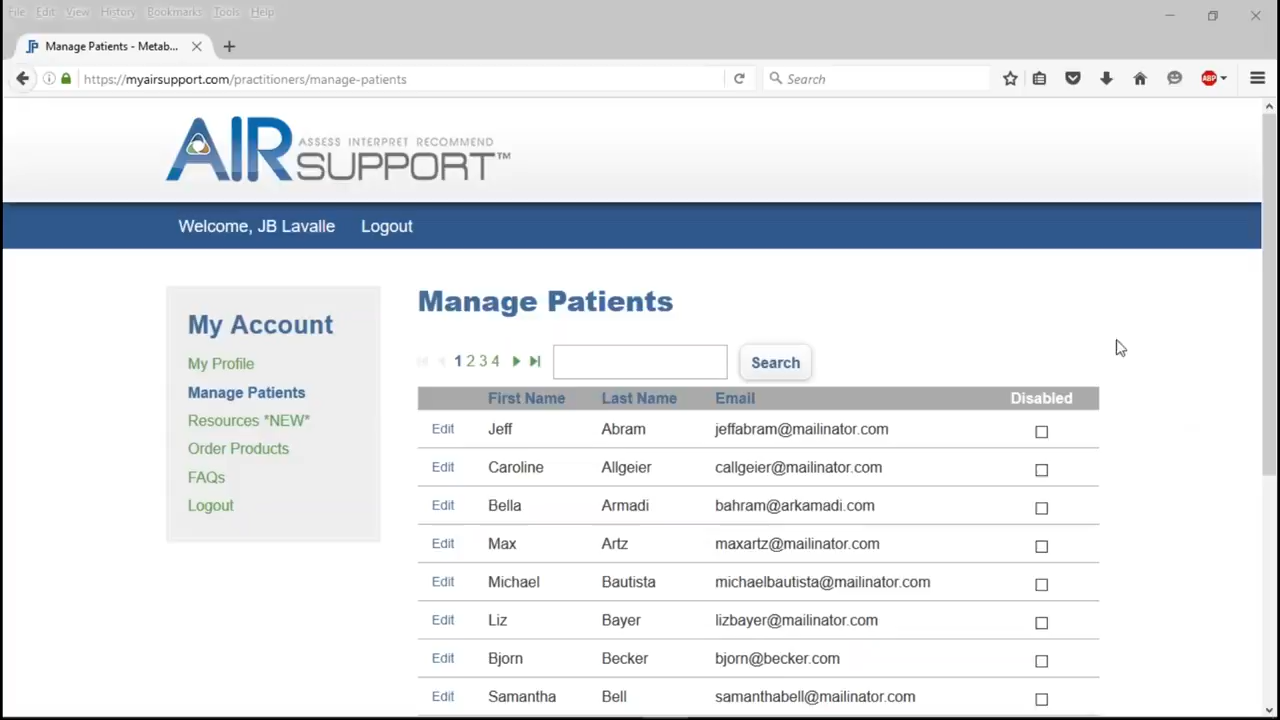 File Edit View History Bookmarks Tools Help
Manage Patients - Metab...
https://myairsupport.com/practitioners/manage-patients
Search
ABP
AIR ASSESS INTERPRET RECOMMEND
SUPPORT™
Welcome, JB Lavalle Logout
My Account
My Profile
Manage Patients
Resources *NEW*
Order Products
FAQs
Logout
Manage Patients
1 2 3 4
Search
First Name Last Name Email Disabled
Edit Jeff Abram jeffabram@mailinator.com
Edit Caroline Allgeier callgeier@mailinator.com
Edit Bella Armadi bahram@arkamadi.com
Edit Max Artz maxartz@mailinator.com
Edit Michael Bautista michaelbautista@mailinator.com
Edit Liz Bayer lizbayer@mailinator.com
Edit Bjorn Becker bjorn@becker.com
Edit Samantha Bell samanthabell@mailinator.com